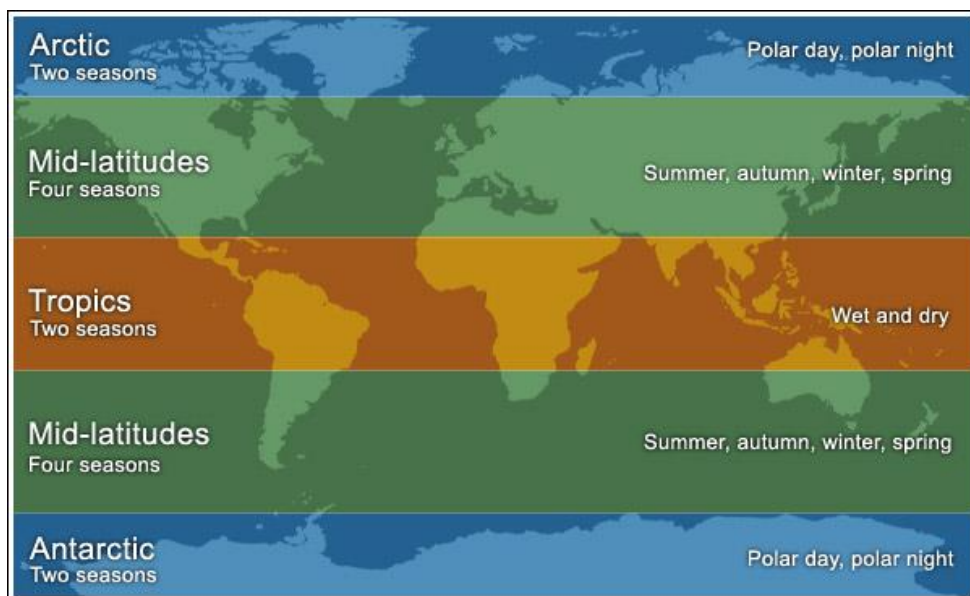 Arctic
Two seasons
Polar day, polar night
Mid-latitudes
Four seasons
Summer, autumn, winter, spring
Tropics
Two seasons
Wet and dry
Mid-latitudes
Four seasons
Summer, autumn, winter, spring
Antarctic
Two seasons
Polar day, polar night